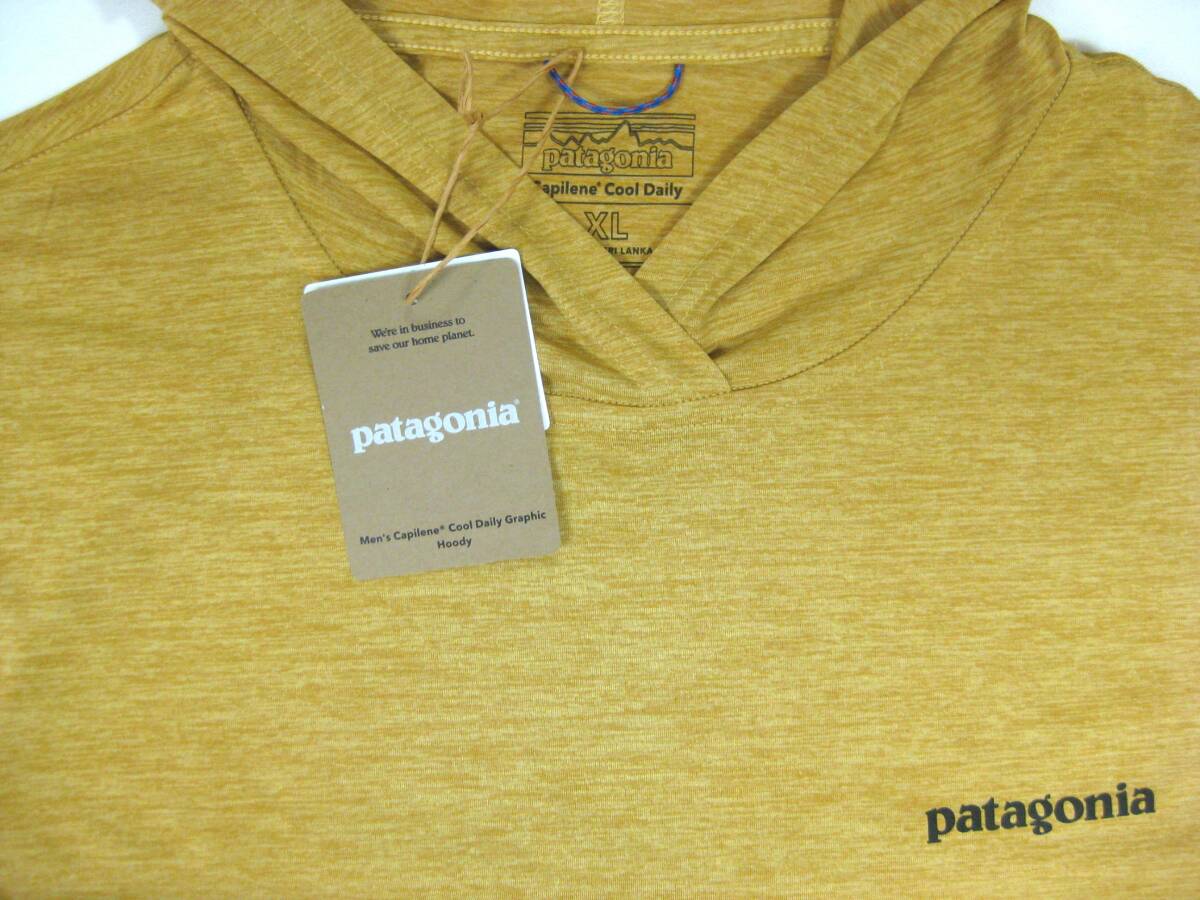 patagonia
Capilene® Cool Daily
XL
SRI LANKA
We're in business to
save our home planet.
patagonia®
Men's Capilene® Cool Daily Graphic
Hoody
patagonia